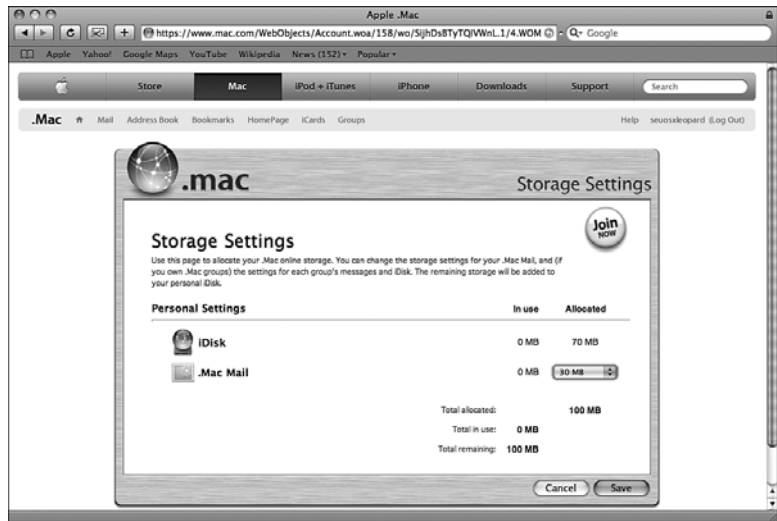 Apple .Mac
https://www.mac.com/WebObjects/Account.woa/158/wo/SijhDsBTyTQIVWnL.1/4.WOM
Google
Apple Yahoo! Google Maps YouTube Wikipedia News (152) Popular
Store Mac iPod + iTunes iPhone Downloads Support Search
.Mac Mail Address Book Bookmarks HomePage iCards Groups Help seuosxleopard (Log Out)
.mac Storage Settings
Join NOW
Storage Settings
Use this page to allocate your .Mac online storage. You can change the storage settings for your .Mac Mail, and (if
you own .Mac groups) the settings for each group's messages and iDisk. The remaining storage will be added to
your personal iDisk.
Personal Settings In use Allocated
iDisk 0 MB 70 MB
.Mac Mail 0 MB 30 MB
Total allocated: 100 MB
Total in use: 0 MB
Total remaining: 100 MB
Cancel Save